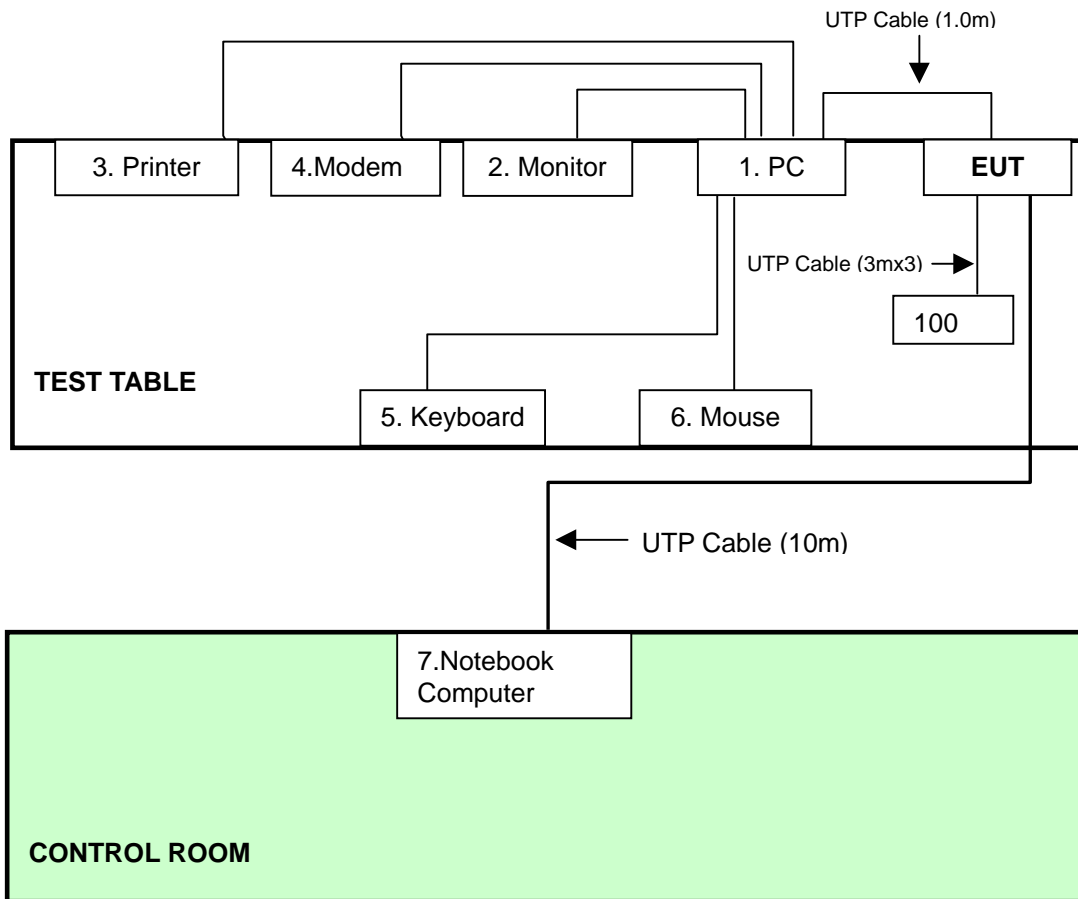 UTP Cable (1.0m)
3. Printer
4.Modem
2. Monitor
1. PC
EUT
UTP Cable (3mx3)
100
TEST TABLE
5. Keyboard
6. Mouse
UTP Cable (10m)
7.Notebook
Computer
CONTROL ROOM